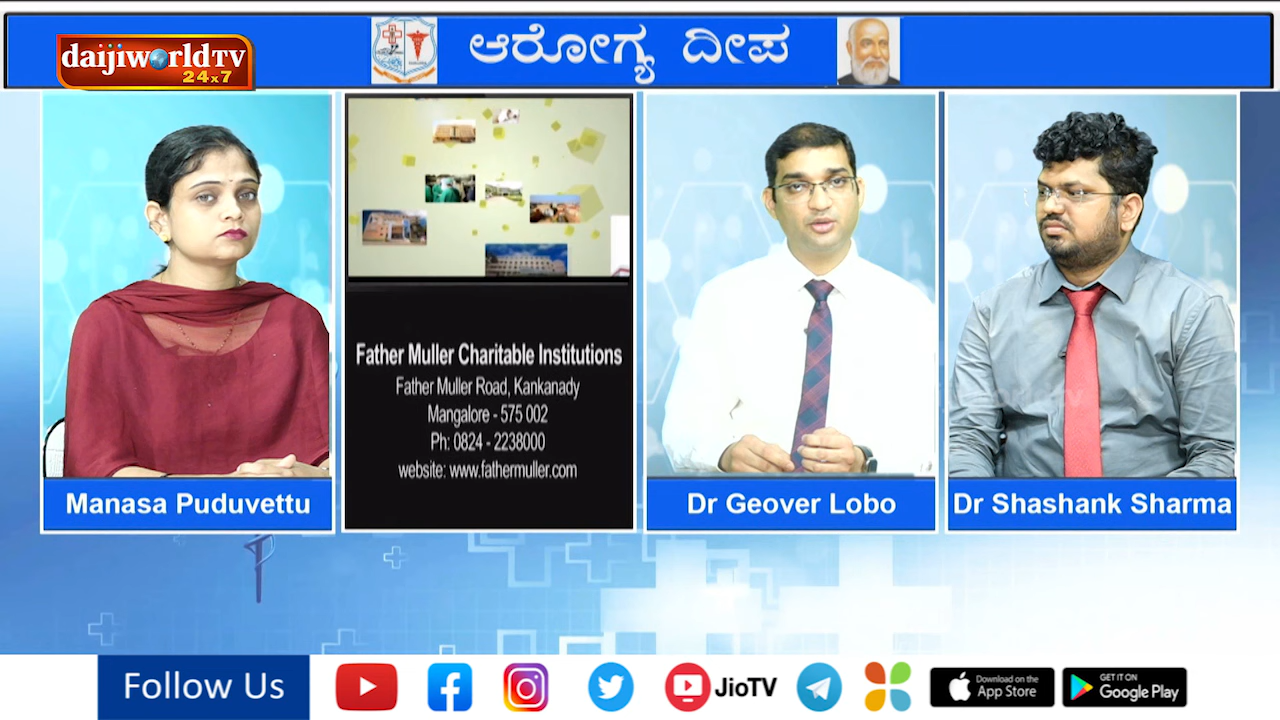 daijiworldTV
24x7
ಆರೋಗ್ಯ ದೀಪ
Father Muller Charitable Institutions
Father Muller Road, Kankanady
Mangalore - 575 002
Ph: 0824 - 2238000
website: www.fathermuller.com
Manasa Puduvettu
Dr Geover Lobo
Dr Shashank Sharma
Follow Us
JioTV
Download on the
App Store
GET IT ON
Google Play